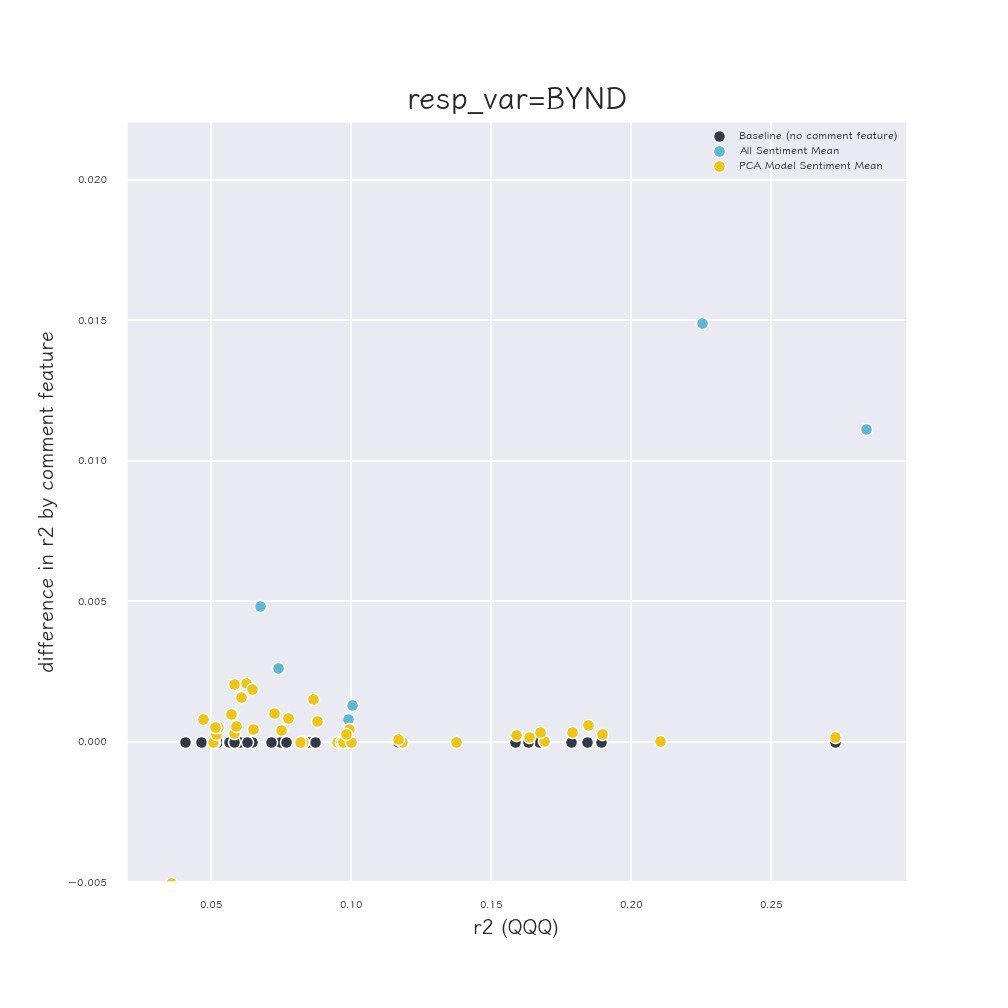 resp_var=BYND
Baseline (no comment feature)
All Sentiment Mean
PCA Model Sentiment Mean
difference in r2 by comment feature
0.020
0.015
0.010
0.005
0.000
−0.005
0.05
0.10
0.15
0.20
0.25
r2 (QQQ)